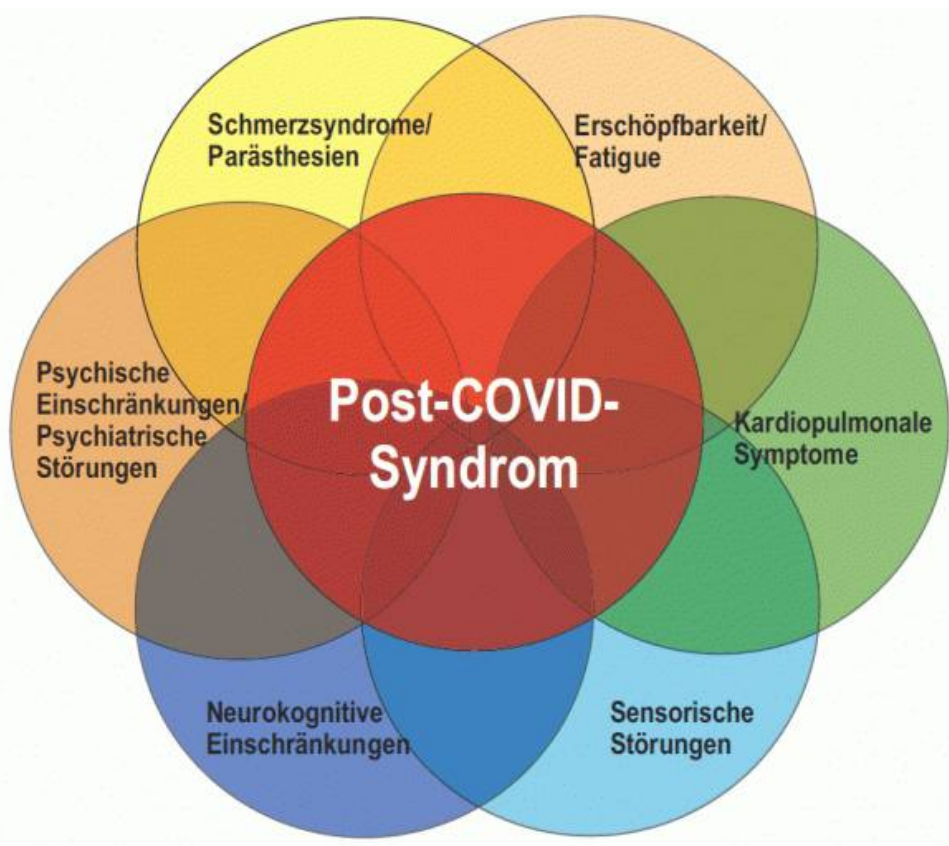 Schmerzsyndrome/
Parästhesien
Erschöpfbarkeit/
Fatigue
Psychische
Einschränkungen/
Psychiatrische
Störungen
Post-COVID-
Syndrom
Kardiopulmonale
Symptome
Neurokognitive
Einschränkungen
Sensorische
Störungen